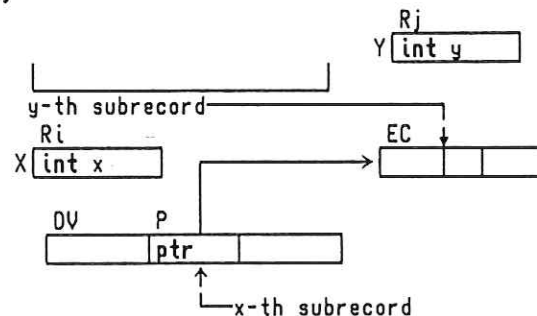 Rj
Y int y
y-th subrecord
Ri
EC
X int x
DV P
ptr
x-th subrecord